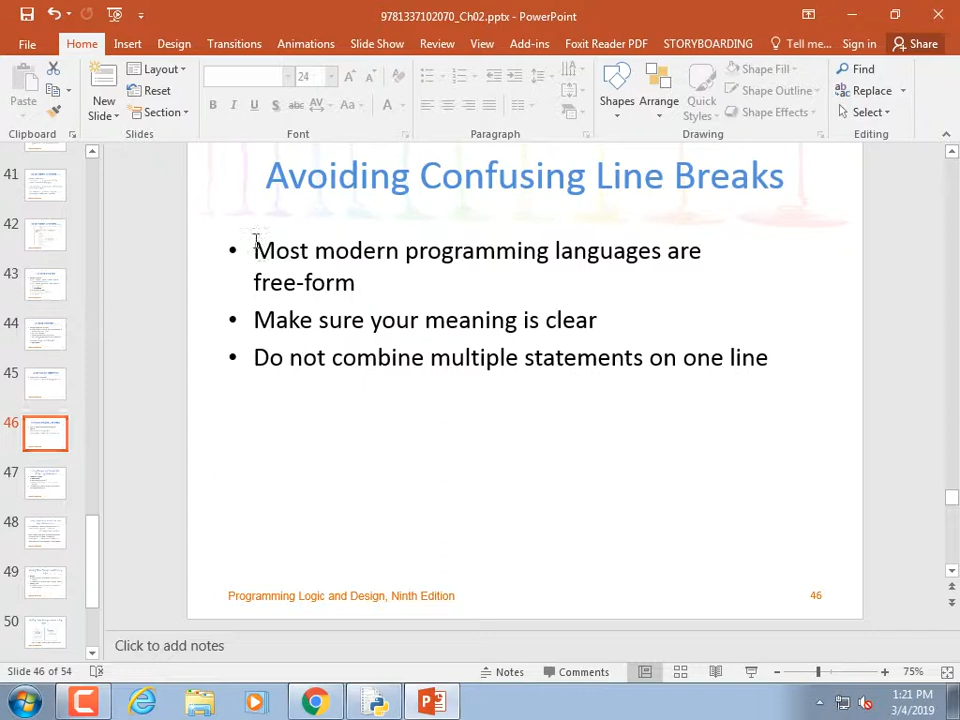 9781337102070_Ch02.pptx - PowerPoint
File Home Insert Design Transitions Animations Slide Show Review View Add-ins Foxit Reader PDF STORYBOARDING Tell me... Sign in Share
Paste New Slide Layout Reset Section 24 Shapes Arrange Quick Styles Shape Fill Shape Outline Shape Effects Find Replace Select
B I U S abc AV Aa A
Clipboard Slides Font Paragraph Drawing Editing
41
42
43
44
45
46
47
48
49
50
Avoiding Confusing Line Breaks
• Most modern programming languages are
free-form
• Make sure your meaning is clear
• Do not combine multiple statements on one line
Programming Logic and Design, Ninth Edition 46
Click to add notes
Slide 46 of 54 Notes Comments 75%
1:21 PM
3/4/2019